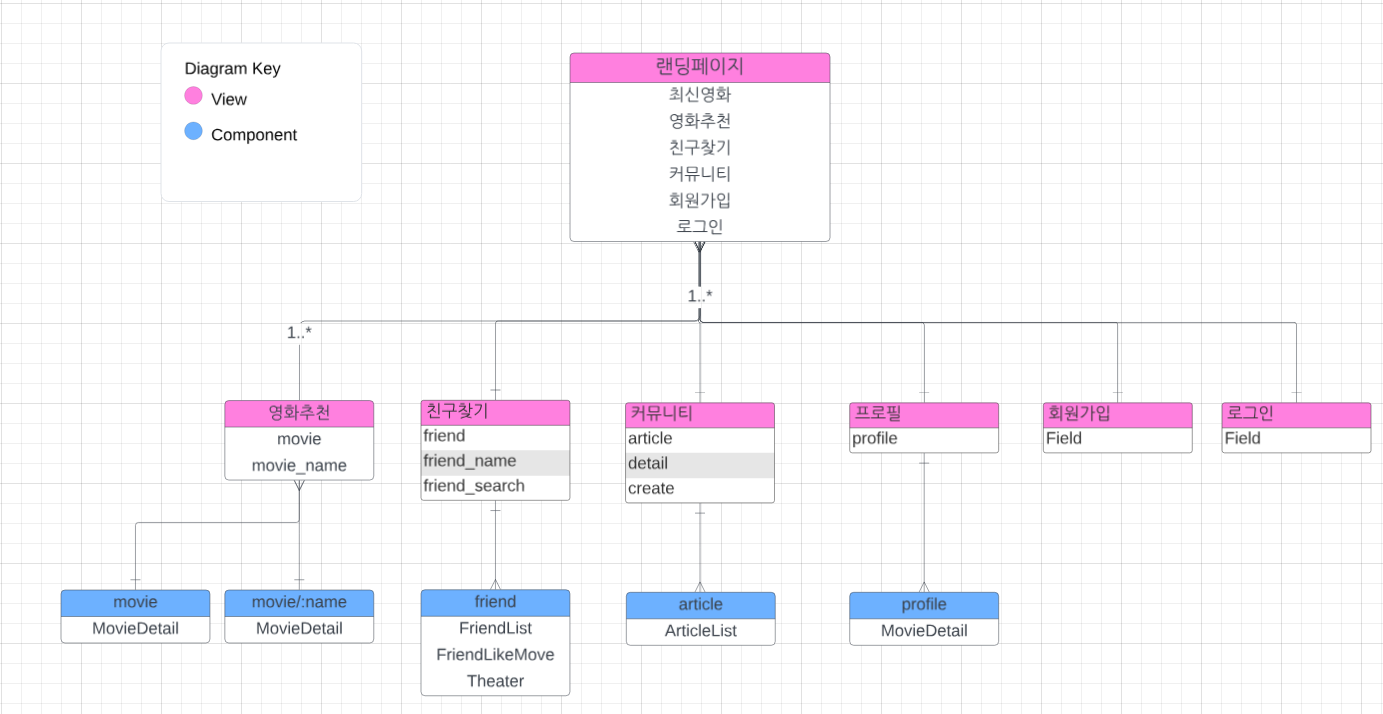 Diagram Key
View
Component
랜딩페이지
최신영화
영화추천
친구찾기
커뮤니티
회원가입
로그인
1..*
1..*
영화추천
movie
movie_name
친구찾기
friend
friend_name
friend_search
커뮤니티
article
detail
create
프로필
profile
회원가입
Field
로그인
Field
movie
MovieDetail
movie/:name
MovieDetail
friend
FriendList
FriendLikeMove
Theater
article
ArticleList
profile
MovieDetail